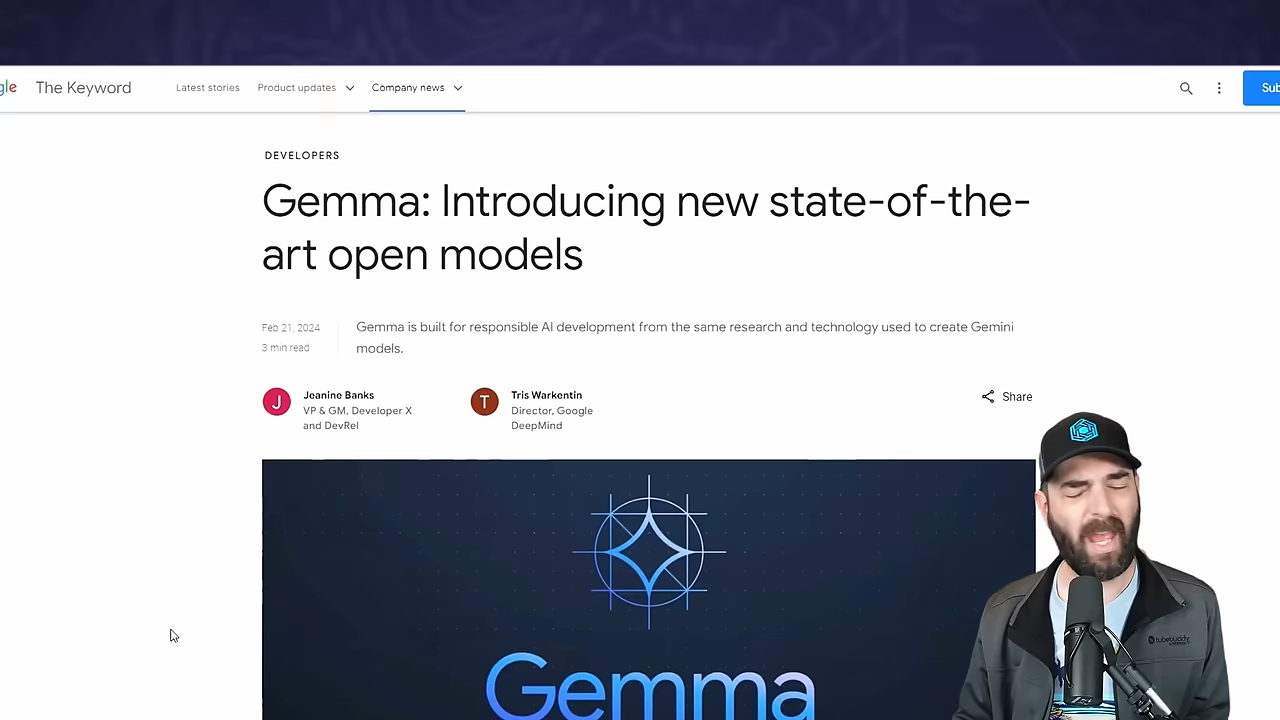 gle The Keyword Latest stories Product updates Company news Sub
DEVELOPERS
Gemma: Introducing new state-of-the-
art open models
Feb 21, 2024
3 min read
Gemma is built for responsible AI development from the same research and technology used to create Gemini
models.
J
Jeanine Banks
VP & GM, Developer X
and DevRel
T
Tris Warkentin
Director, Google
DeepMind
Share
Gemma
tubebuddy